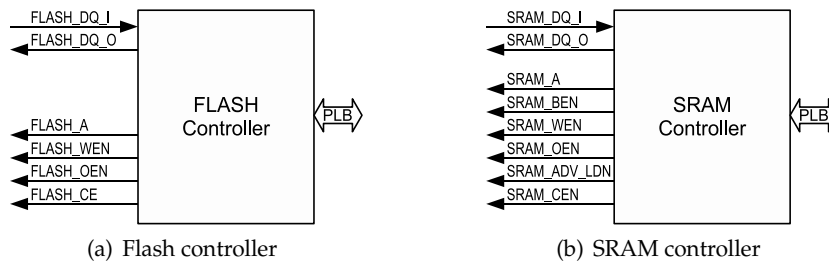 FLASH_DQ_I
FLASH_DQ_O
FLASH_A
FLASH_WEN
FLASH_OEN
FLASH_CE
FLASH
Controller
PLB
(a) Flash controller
SRAM_DQ_I
SRAM_DQ_O
SRAM_A
SRAM_BEN
SRAM_WEN
SRAM_OEN
SRAM_ADV_LDN
SRAM_CEN
SRAM
Controller
PLB
(b) SRAM controller